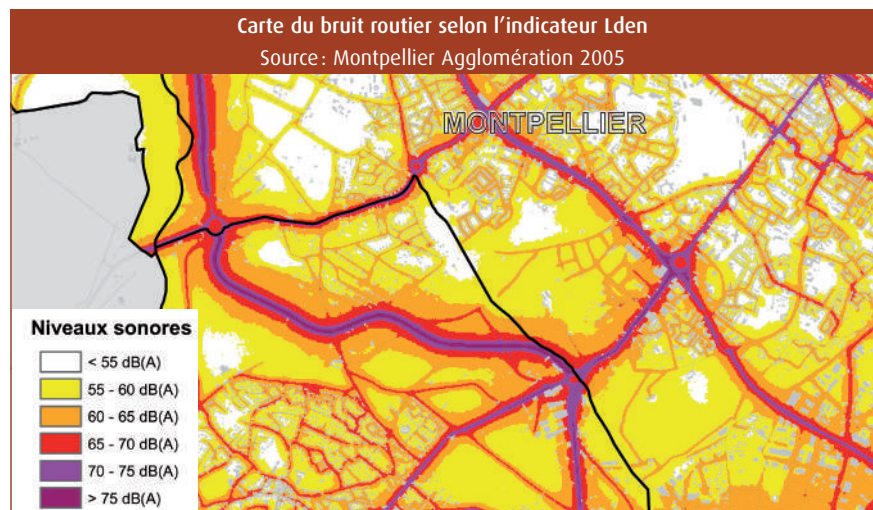 Carte du bruit routier selon l’indicateur Lden
Source : Montpellier Agglomération 2005
MONTPELLIER
Niveaux sonores
< 55 dB(A)
55 - 60 dB(A)
60 - 65 dB(A)
65 - 70 dB(A)
70 - 75 dB(A)
> 75 dB(A)